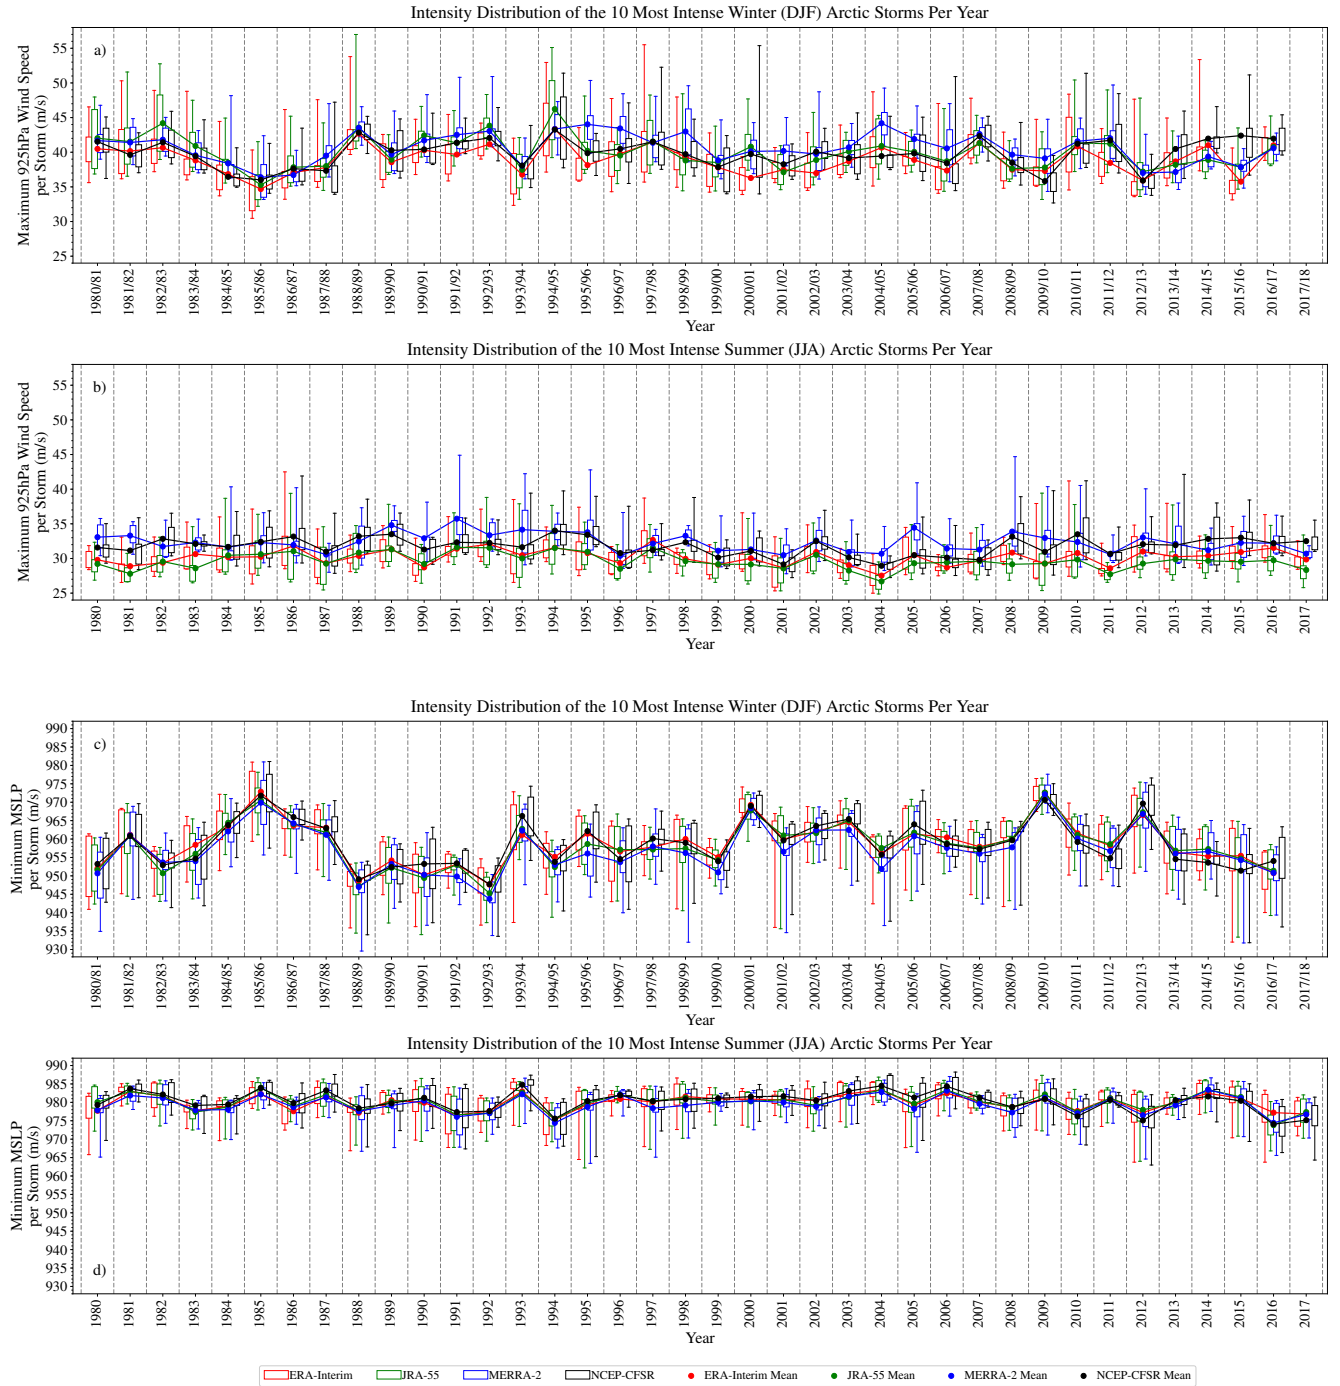 Intensity Distribution of the 10 Most Intense Winter (DJF) Arctic Storms Per Year
a)
Maximum 925hPa Wind Speed
per Storm (m/s)
55
50
45
40
35
30
25
1980/81 1981/82 1982/83 1983/84 1984/85 1985/86 1986/87 1987/88 1988/89 1989/90 1990/91 1991/92 1992/93 1993/94 1994/95 1995/96 1996/97 1997/98 1998/99 1999/00 2000/01 2001/02 2002/03 2003/04 2004/05 2005/06 2006/07 2007/08 2008/09 2009/10 2010/11 2011/12 2012/13 2013/14 2014/15 2015/16 2016/17 2017/18
Year
Intensity Distribution of the 10 Most Intense Summer (JJA) Arctic Storms Per Year
b)
Maximum 925hPa Wind Speed
per Storm (m/s)
55
50
45
40
35
30
25
1980 1981 1982 1983 1984 1985 1986 1987 1988 1989 1990 1991 1992 1993 1994 1995 1996 1997 1998 1999 2000 2001 2002 2003 2004 2005 2006 2007 2008 2009 2010 2011 2012 2013 2014 2015 2016 2017
Year
Intensity Distribution of the 10 Most Intense Winter (DJF) Arctic Storms Per Year
c)
Minimum MSLP
per Storm (m/s)
990
985
980
975
970
965
960
955
950
945
940
935
930
1980/81 1981/82 1982/83 1983/84 1984/85 1985/86 1986/87 1987/88 1988/89 1989/90 1990/91 1991/92 1992/93 1993/94 1994/95 1995/96 1996/97 1997/98 1998/99 1999/00 2000/01 2001/02 2002/03 2003/04 2004/05 2005/06 2006/07 2007/08 2008/09 2009/10 2010/11 2011/12 2012/13 2013/14 2014/15 2015/16 2016/17 2017/18
Year
Intensity Distribution of the 10 Most Intense Summer (JJA) Arctic Storms Per Year
Minimum MSLP
per Storm (m/s)
990
985
980
975
970
965
960
955
950
945
940
935
930
d)
1980 1981 1982 1983 1984 1985 1986 1987 1988 1989 1990 1991 1992 1993 1994 1995 1996 1997 1998 1999 2000 2001 2002 2003 2004 2005 2006 2007 2008 2009 2010 2011 2012 2013 2014 2015 2016 2017
Year
ERA-Interim JRA-55 MERRA-2 NCEP-CFSR ERA-Interim Mean JRA-55 Mean MERRA-2 Mean NCEP-CFSR Mean